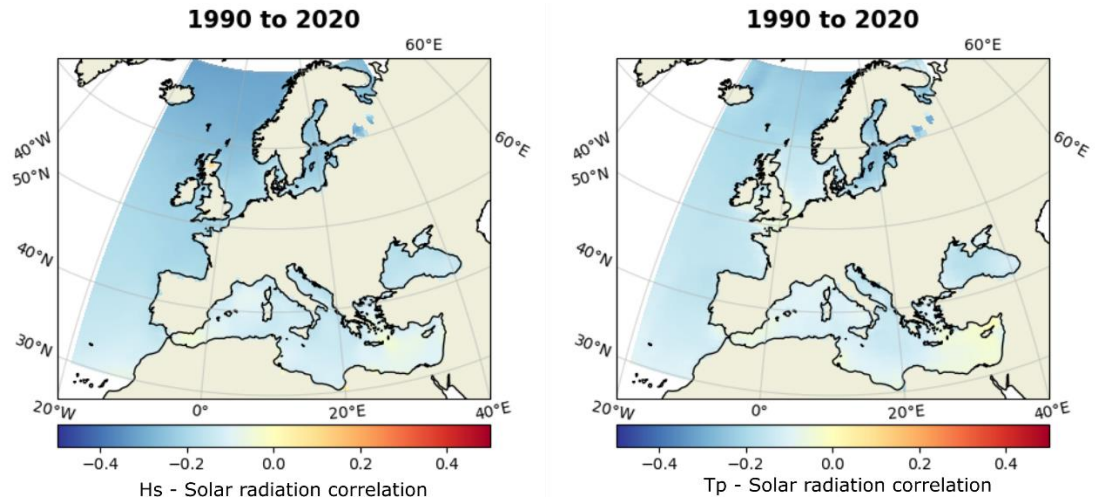 1990 to 2020
60°E
40°W
50°N
60°E
40°N
30°N
20°W
0°
20°E
40°E
−0.4
−0.2
0.0
0.2
0.4
Hs - Solar radiation correlation
1990 to 2020
60°E
40°W
50°N
60°E
40°N
30°N
20°W
0°
20°E
40°E
−0.4
−0.2
0.0
0.2
0.4
Tp - Solar radiation correlation